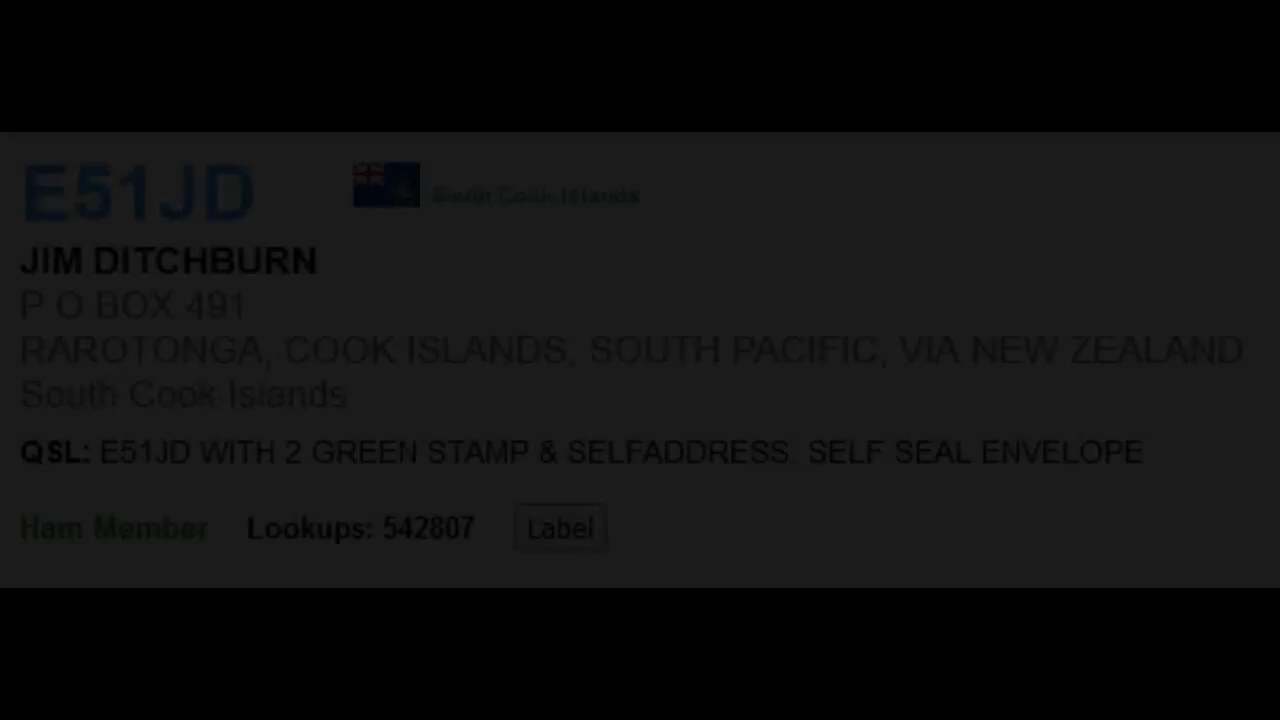 E51JD
South Cook Islands
JIM DITCHBURN
P O BOX 491
RAROTONGA, COOK ISLANDS, SOUTH PACIFIC, VIA NEW ZEALAND
South Cook Islands
QSL: E51JD WITH 2 GREEN STAMP & SELFADDRESS, SELF SEAL ENVELOPE
Ham Member Lookups: 542807 Label